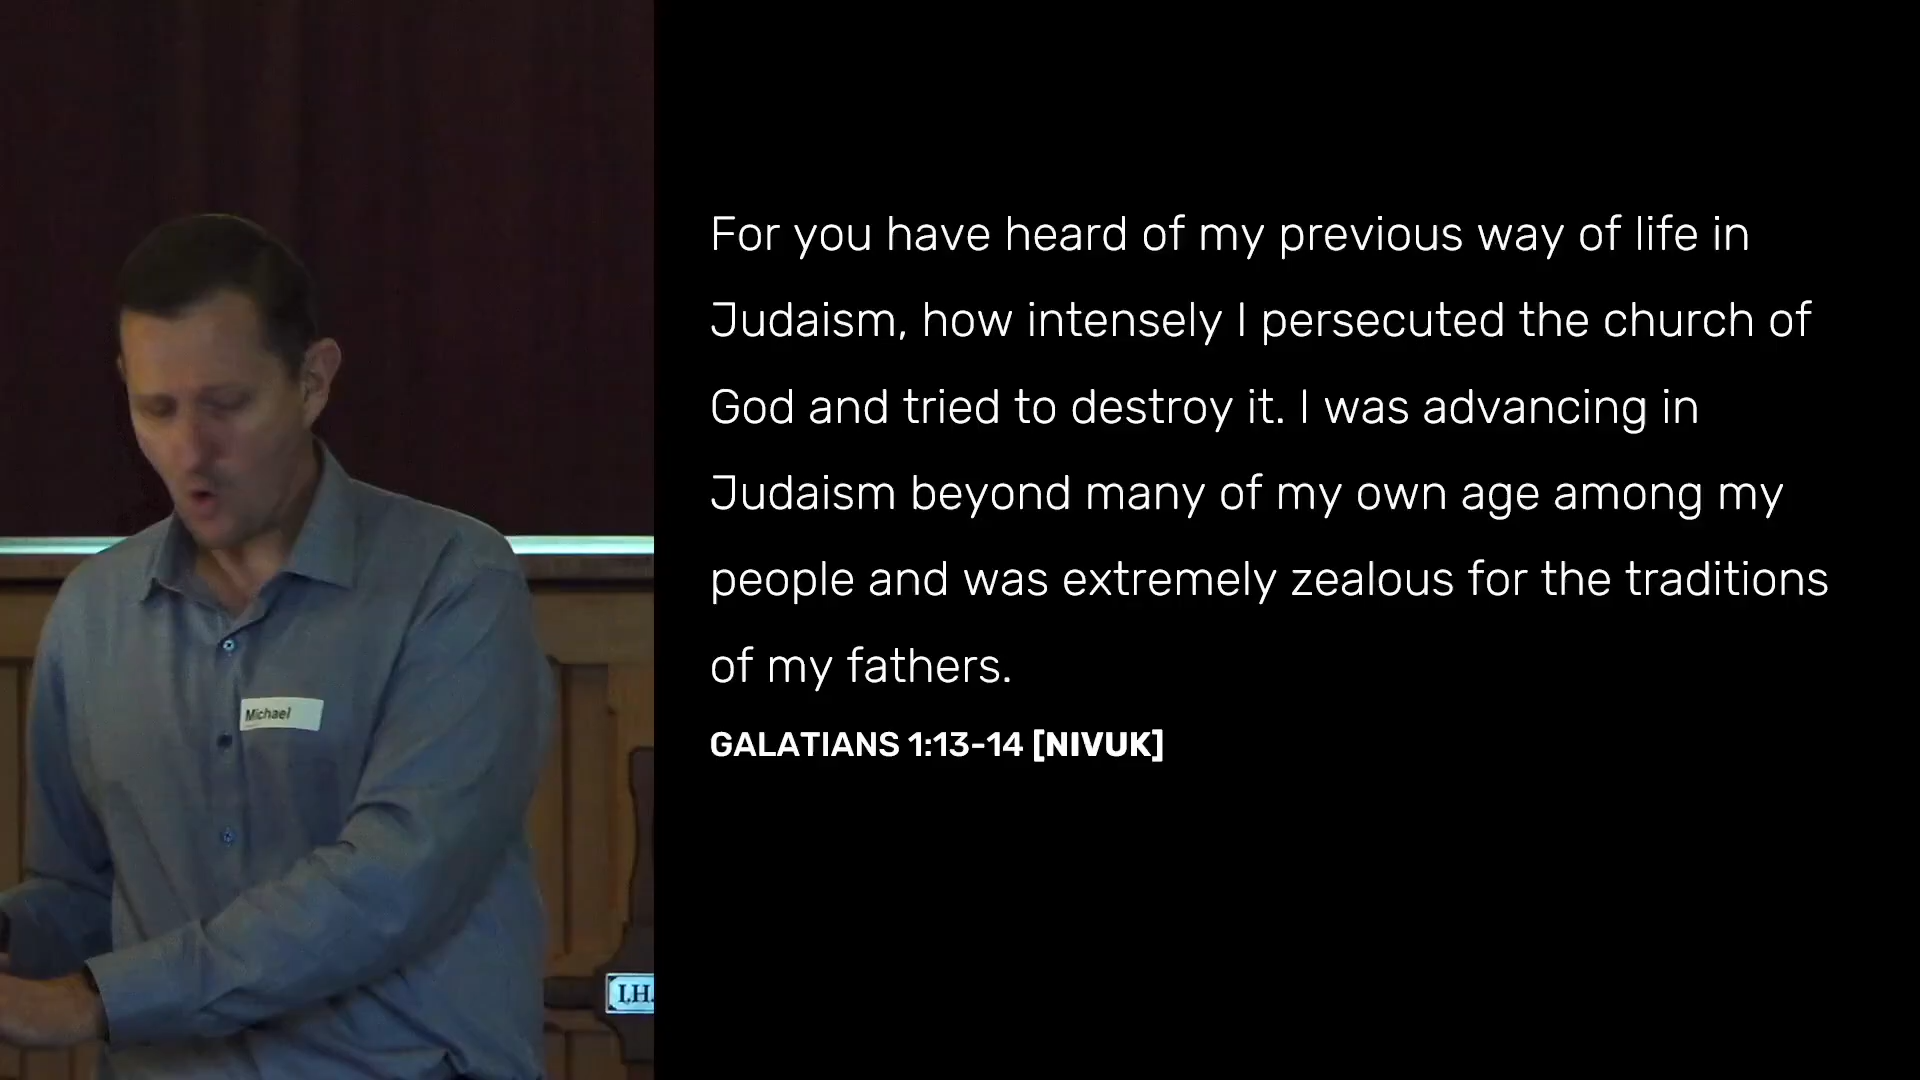 For you have heard of my previous way of life in
Judaism, how intensely I persecuted the church of
God and tried to destroy it. I was advancing in
Judaism beyond many of my own age among my
people and was extremely zealous for the traditions
of my fathers.
GALATIANS 1:13-14 [NIVUK]
Michael
I.H.